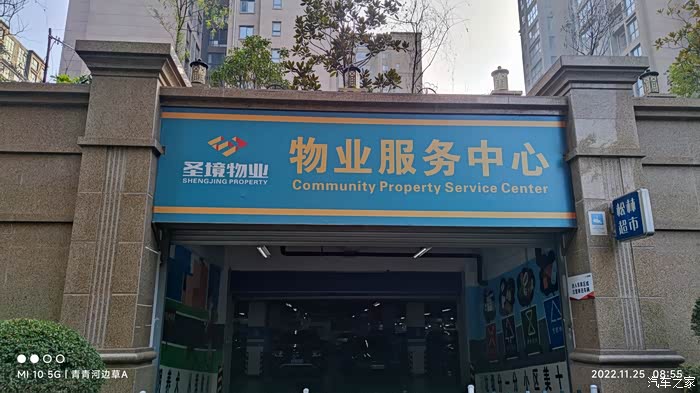 圣境物业
SHENGJING PROPERTY
物业服务中心
Community Property Service Center
松林
超市
MI 10 5G | 青青河边草A
2022.11.25 08:55
汽车之家